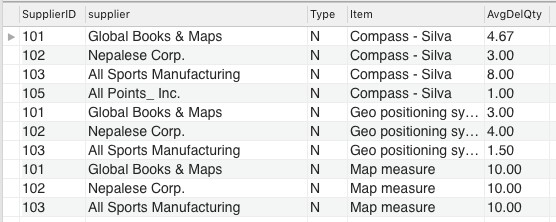 SupplierID supplier Type Item AvgDelQty
101 Global Books & Maps N Compass - Silva 4.67
102 Nepalese Corp. N Compass - Silva 3.00
103 All Sports Manufacturing N Compass - Silva 8.00
105 All Points_ Inc. N Compass - Silva 1.00
101 Global Books & Maps N Geo positioning sy... 3.00
102 Nepalese Corp. N Geo positioning sy... 4.00
103 All Sports Manufacturing N Geo positioning sy... 1.50
101 Global Books & Maps N Map measure 10.00
102 Nepalese Corp. N Map measure 10.00
103 All Sports Manufacturing N Map measure 10.00